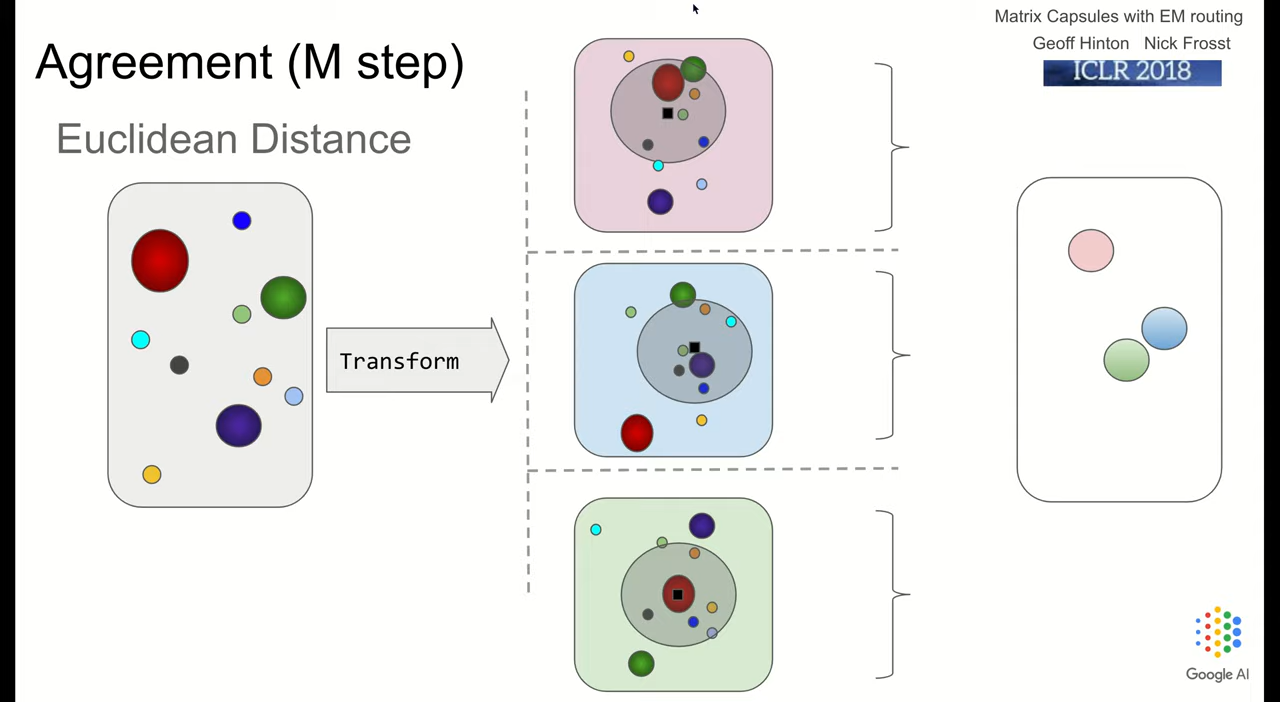 Matrix Capsules with EM routing
Geoff Hinton Nick Frosst
ICLR 2018
Agreement (M step)
Euclidean Distance
Transform
Google AI